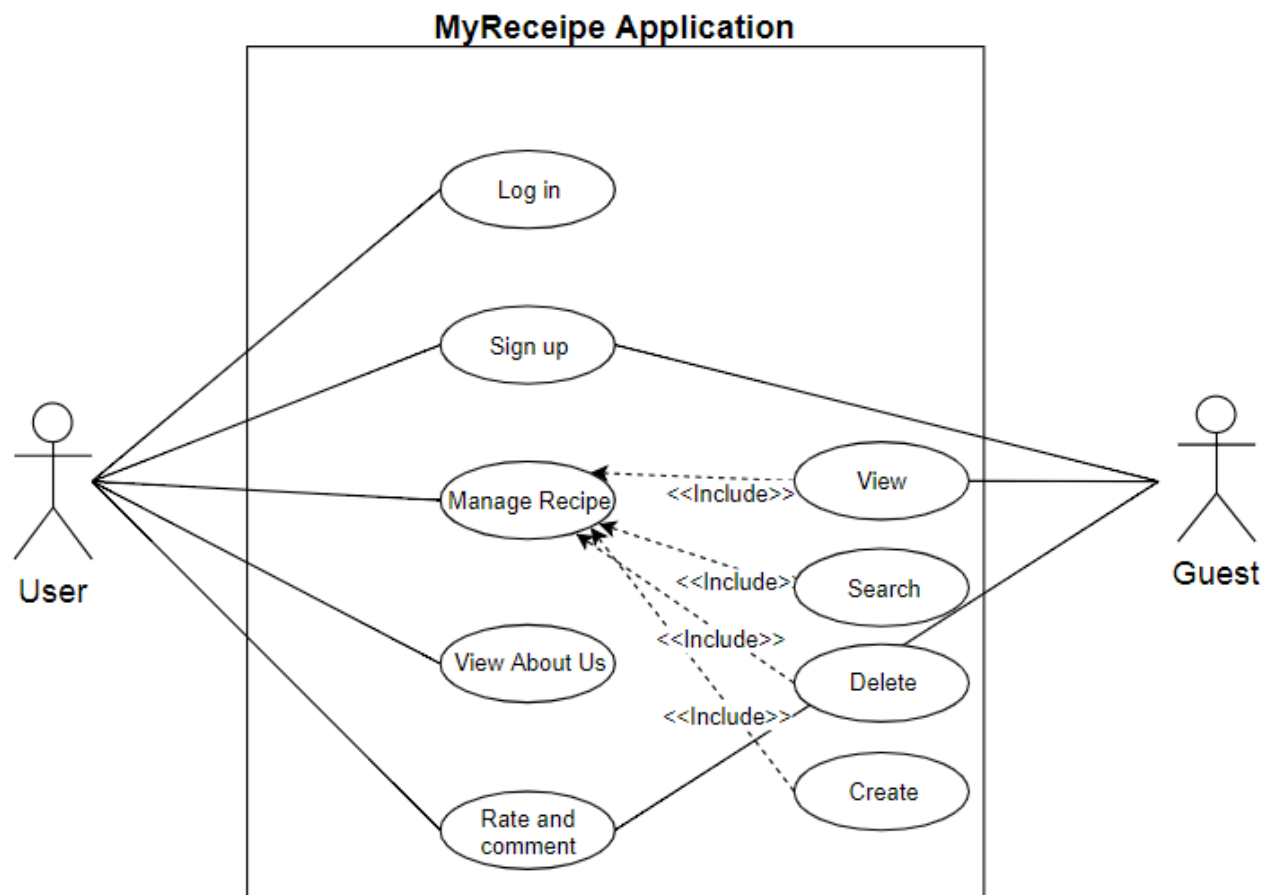 MyReceipe Application
Log in
Sign up
Manage Recipe
<<Include>>
View
<<Include>>
Search
User
Guest
<<Include>>
View About Us
Delete
<<Include>>
Create
Rate and
comment